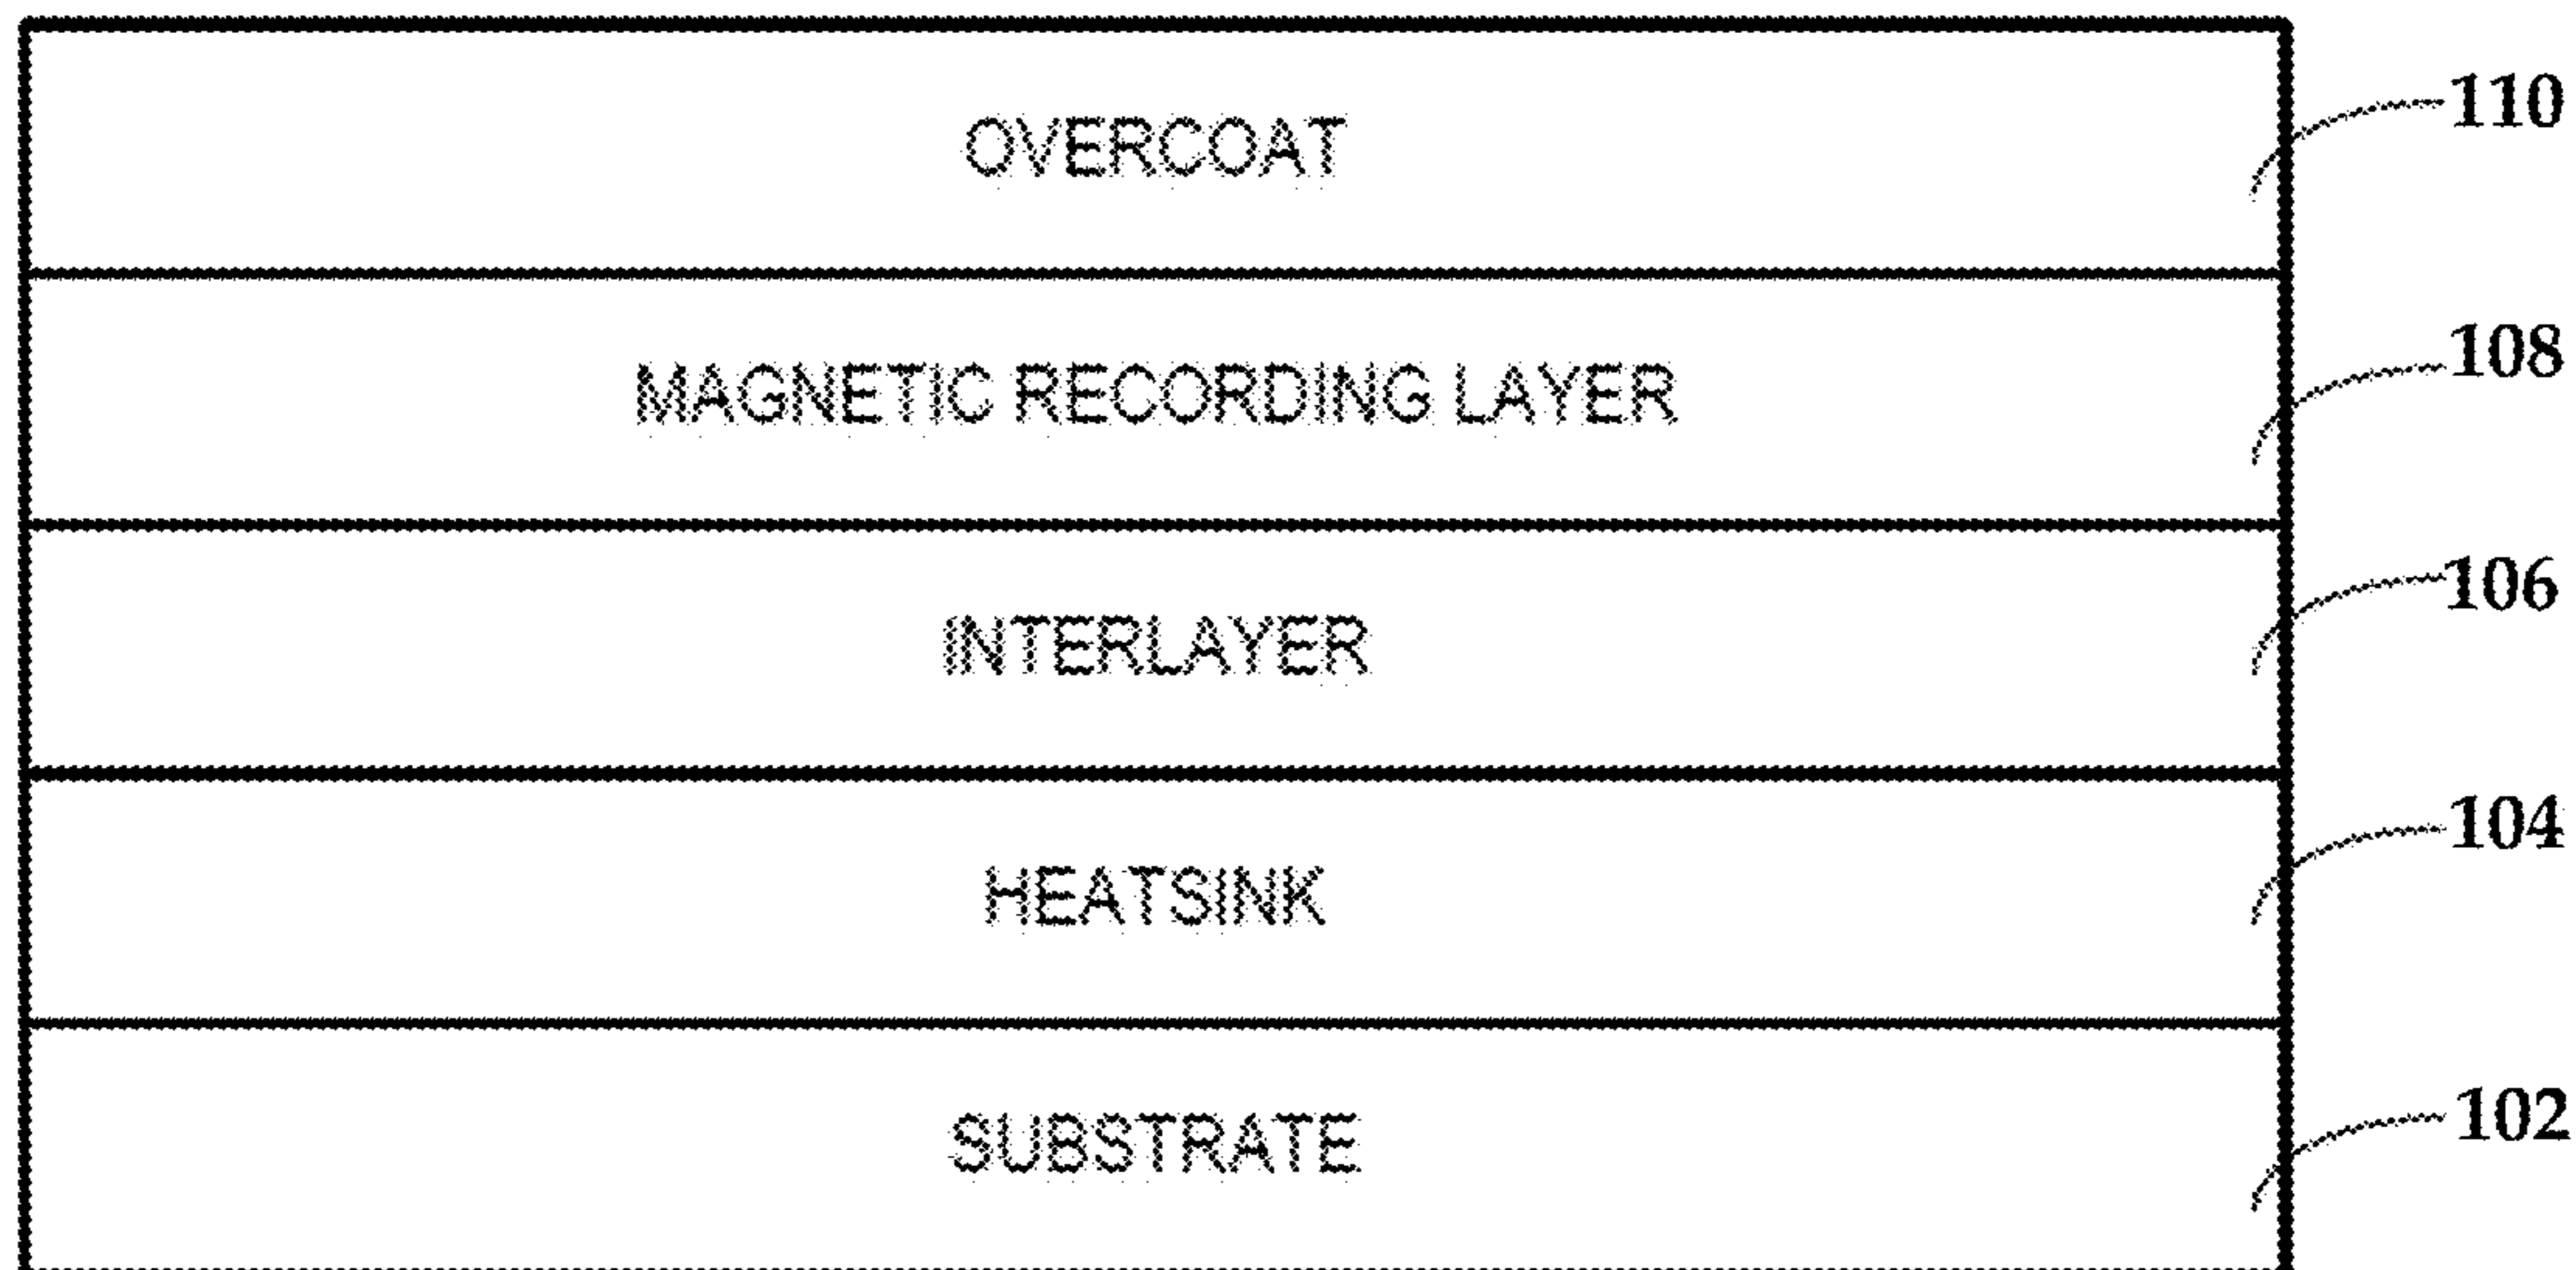 OVERCOAT
110
MAGNETIC RECORDING LAYER
108
INTERLAYER
106
HEATSINK
104
SUBSTRATE
102